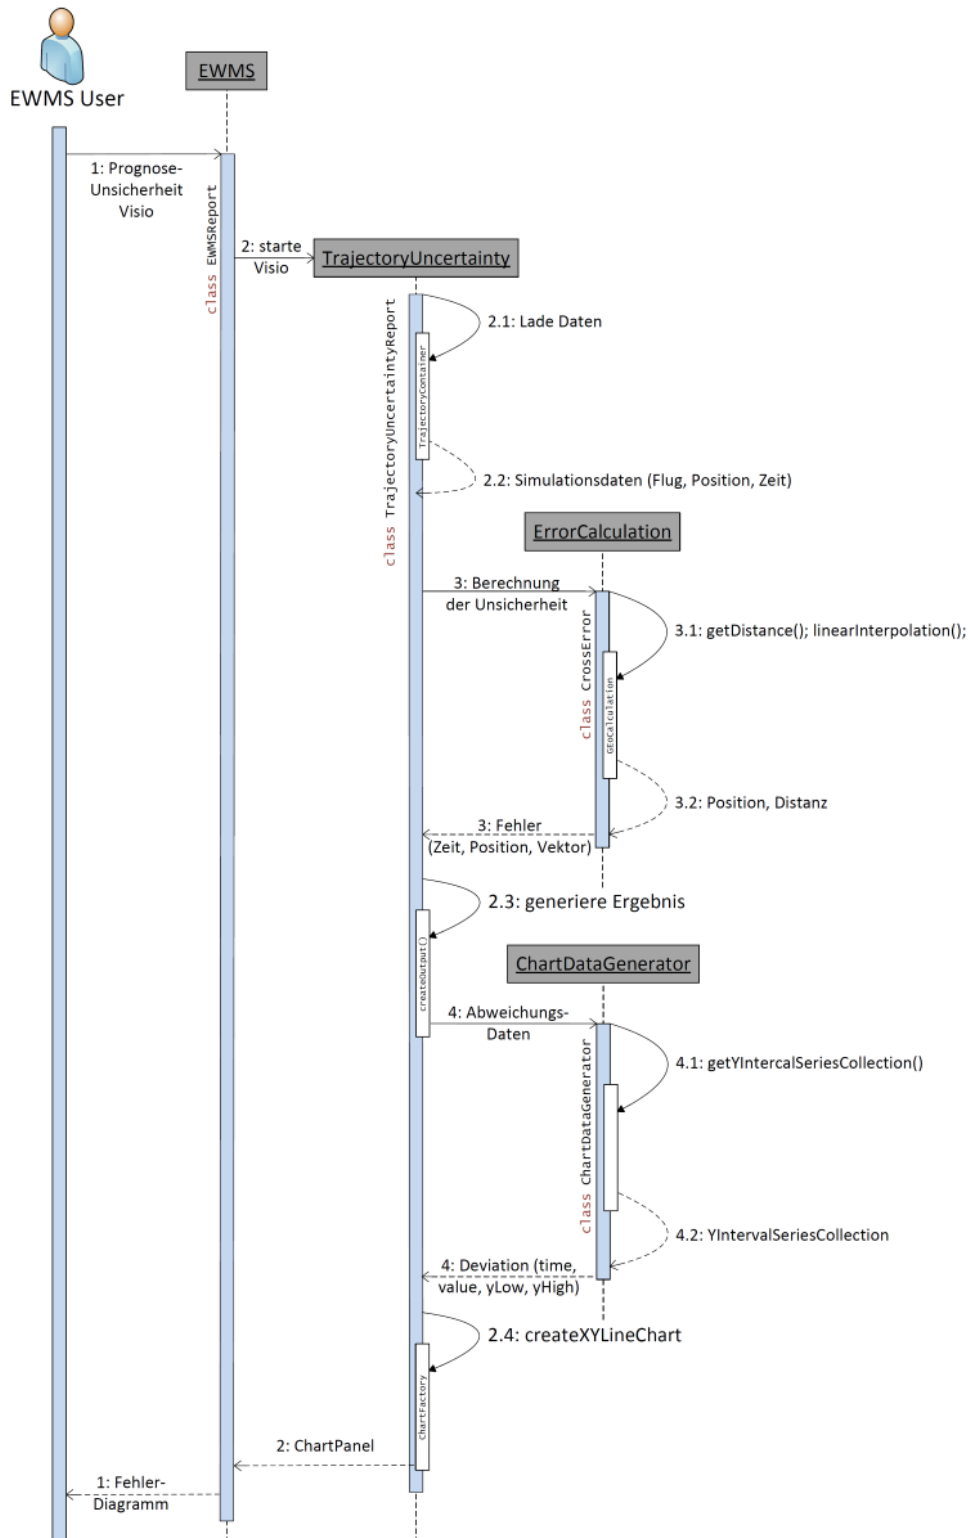 EWMS User
EWMS
1: Prognose-
Unsicherheit
Visio
class EWMSReport
2: starte
Visio
TrajectoryUncertainty
class TrajectoryUncertaintyReport
2.1: Lade Daten
TrajectoryContainer
2.2: Simulationsdaten (Flug, Position, Zeit)
ErrorCalculation
3: Berechnung
der Unsicherheit
class CrossError
3.1: getDistance(); linearInterpolation();
GEoCalculation
3.2: Position, Distanz
3: Fehler
(Zeit, Position, Vektor)
2.3: generiere Ergebnis
createOutput()
ChartDataGenerator
4: Abweichungs-
Daten
class ChartDataGenerator
4.1: getYIntercalSeriesCollection()
4.2: YIntervalSeriesCollection
4: Deviation (time,
value, yLow, yHigh)
2.4: createXYLineChart
ChartFactory
2: ChartPanel
1: Fehler-
Diagramm